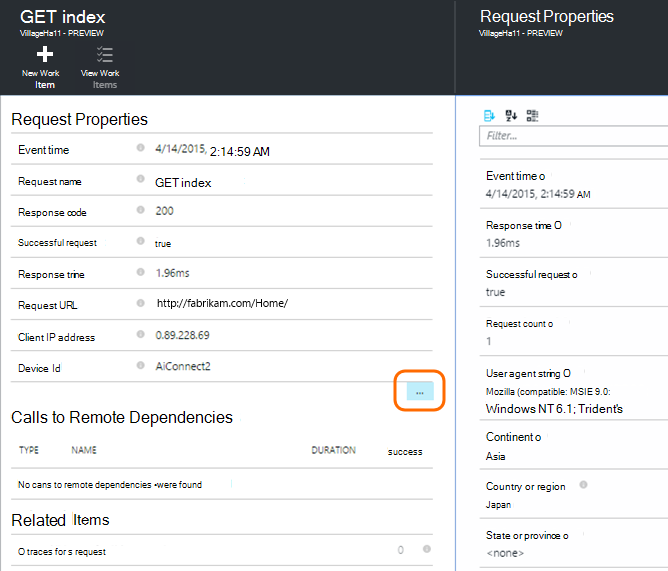 GET index
VillageHa11 - PREVIEW
New Work
Item
View Work
Items
Request Properties
Event time 4/14/2015, 2:14:59 AM
Request name GET index
Response code 200
Successful request true
Response trine 1.96ms
Request URL http://fabrikam.com/Home/
Client IP address 0.89.228.69
Device Id AiConnect2
...
Calls to Remote Dependencies
TYPE NAME DURATION success
No cans to remote dependencies •were found
Related Items
O traces for s request 0
Request Properties
VillageHa11 - PREVIEW
Filter...
Event time o
4/14/2015, 2:14:59 AM
Response time O
1.96ms
Successful request o
true
Request count o
1
User agent string O
Mozilla (compatible: MSIE 9.0:
Windows NT 6.1; Trident's
Continent o
Asia
Country or region
Japan
State or province o
<none>